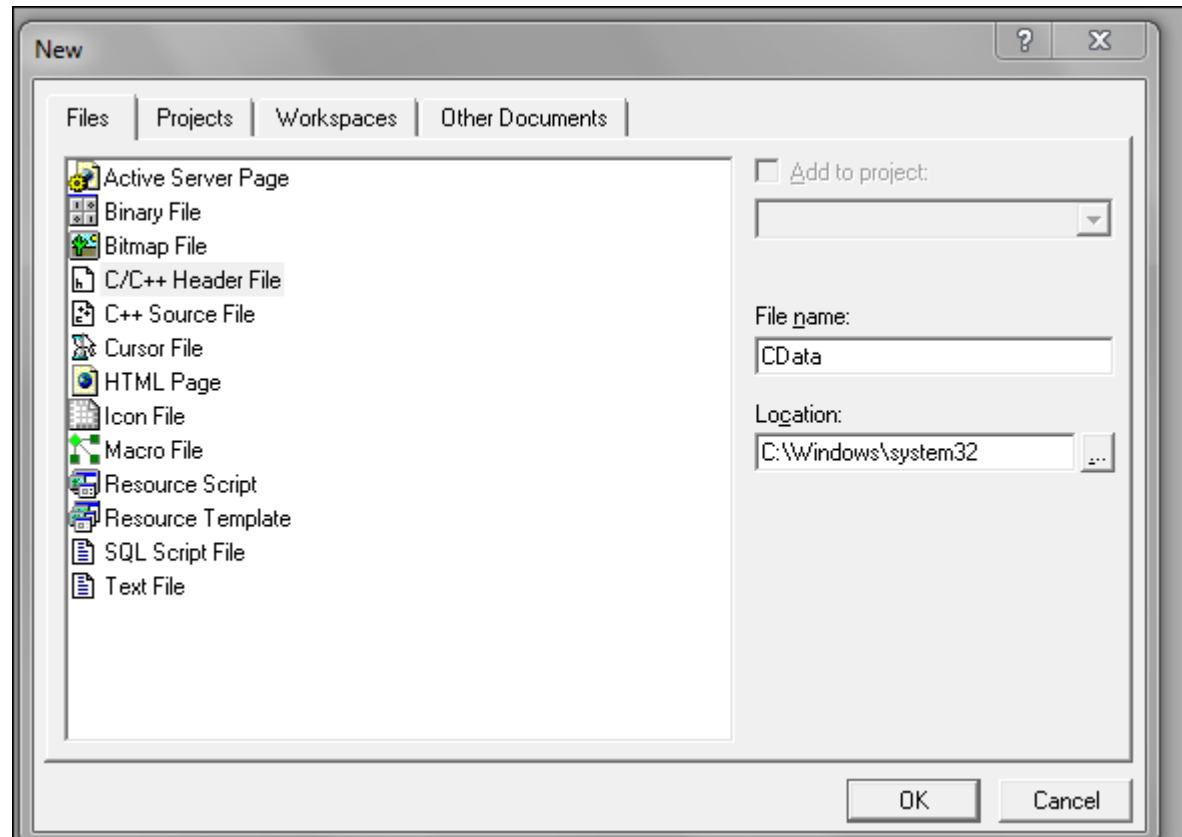 New
Files Projects Workspaces Other Documents
Active Server Page
Binary File
Bitmap File
C/C++ Header File
C++ Source File
Cursor File
HTML Page
Icon File
Macro File
Resource Script
Resource Template
SQL Script File
Text File
Add to project:
File name:
CData
Location:
C:\Windows\system32
...
OK Cancel